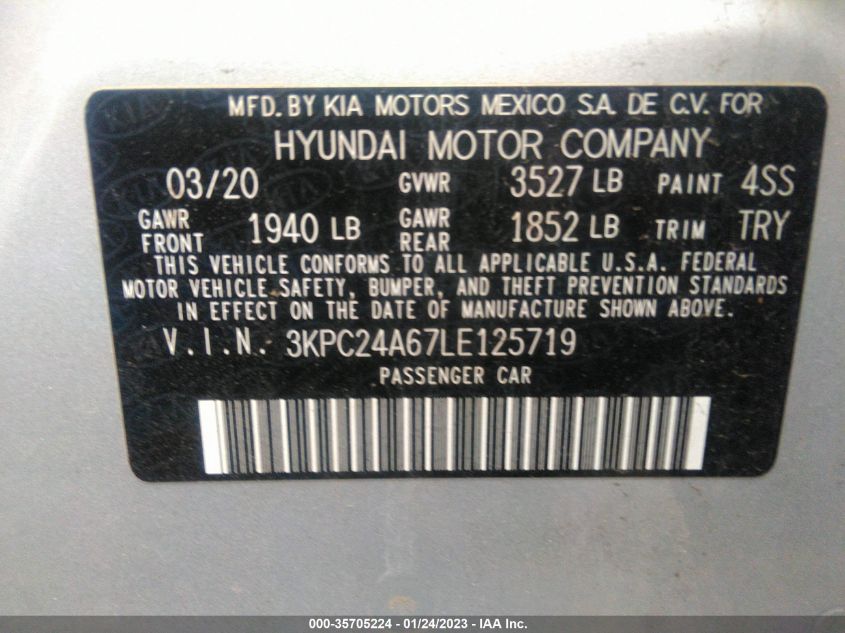 MFD. BY KIA MOTORS MEXICO S.A. DE C.V. FOR
HYUNDAI MOTOR COMPANY
03/20 GVWR 3527 LB PAINT 4SS
GAWR FRONT 1940 LB GAWR REAR 1852 LB TRIM TRY
THIS VEHICLE CONFORMS TO ALL APPLICABLE U.S.A. FEDERAL
MOTOR VEHICLE SAFETY, BUMPER, AND THEFT PREVENTION STANDARDS
IN EFFECT ON THE DATE OF MANUFACTURE SHOWN ABOVE.
V.I.N. 3KPC24A67LE125719
PASSENGER CAR
000-35705224 - 01/24/2023 - IAA Inc.